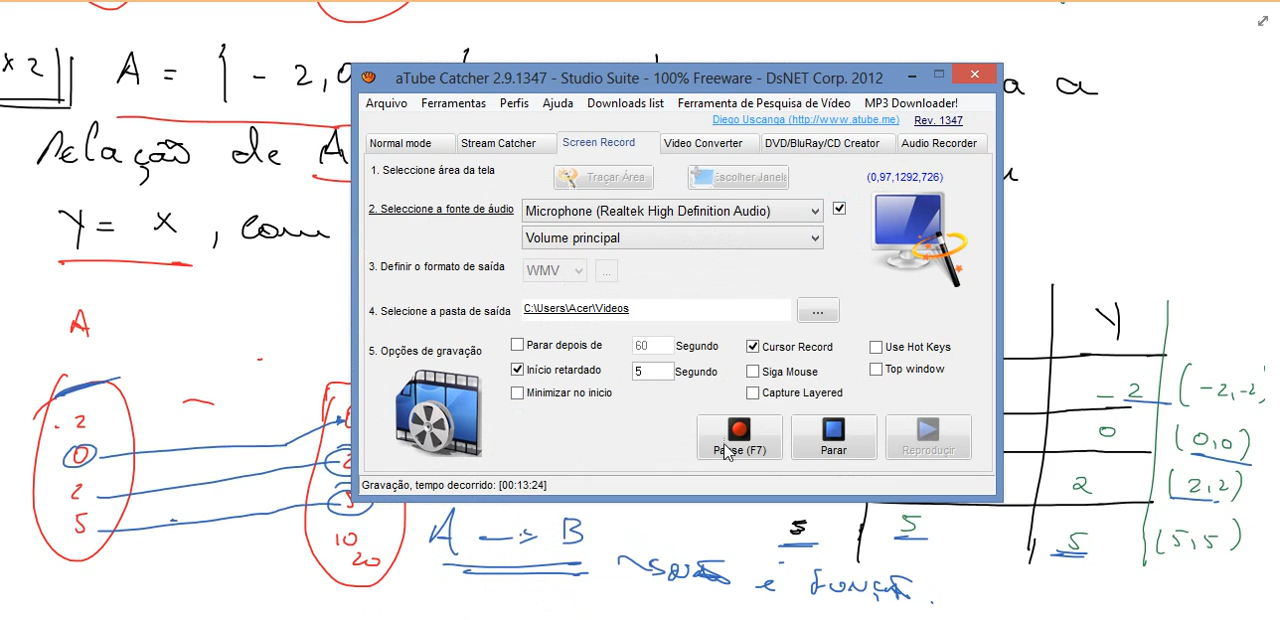 x 2
A = { - 2, 0
a
aTube Catcher 2.9.1347 - Studio Suite - 100% Freeware - DsNET Corp. 2012
Arquivo Ferramentas Perfis Ajuda Downloads list Ferramenta de Pesquisa de Vídeo MP3 Downloader!
Diego Uscanga (http://www.atube.me) Rev. 1347
Normal mode Stream Catcher Screen Record Video Converter DVD/BluRay/CD Creator Audio Recorder
relação de A
1. Seleccione área da tela Traçar Área Escolher Janela (0,97,1292,726)
2. Seleccione a fonte de áudio Microphone (Realtek High Definition Audio)
Volume principal
y = x , com
3. Definir o formato de saída WMV ...
4. Selecione a pasta de saída C:\Users\Acer\Videos ...
5. Opções de gravação
Parar depois de 60 Segundo Cursor Record Use Hot Keys
Início retardado 5 Segundo Siga Mouse Top window
Minimizar no inicio Capture Layered
Pause (F7) Parar Reproduzir
Gravação, tempo decorrido: [00:13:24]
A
y
-2 (-2,-2)
0 (0,0)
2 (2,2)
5 5 5 (5,5)
. 2
0
2
5
2
5
10
20
A --> B
é função.